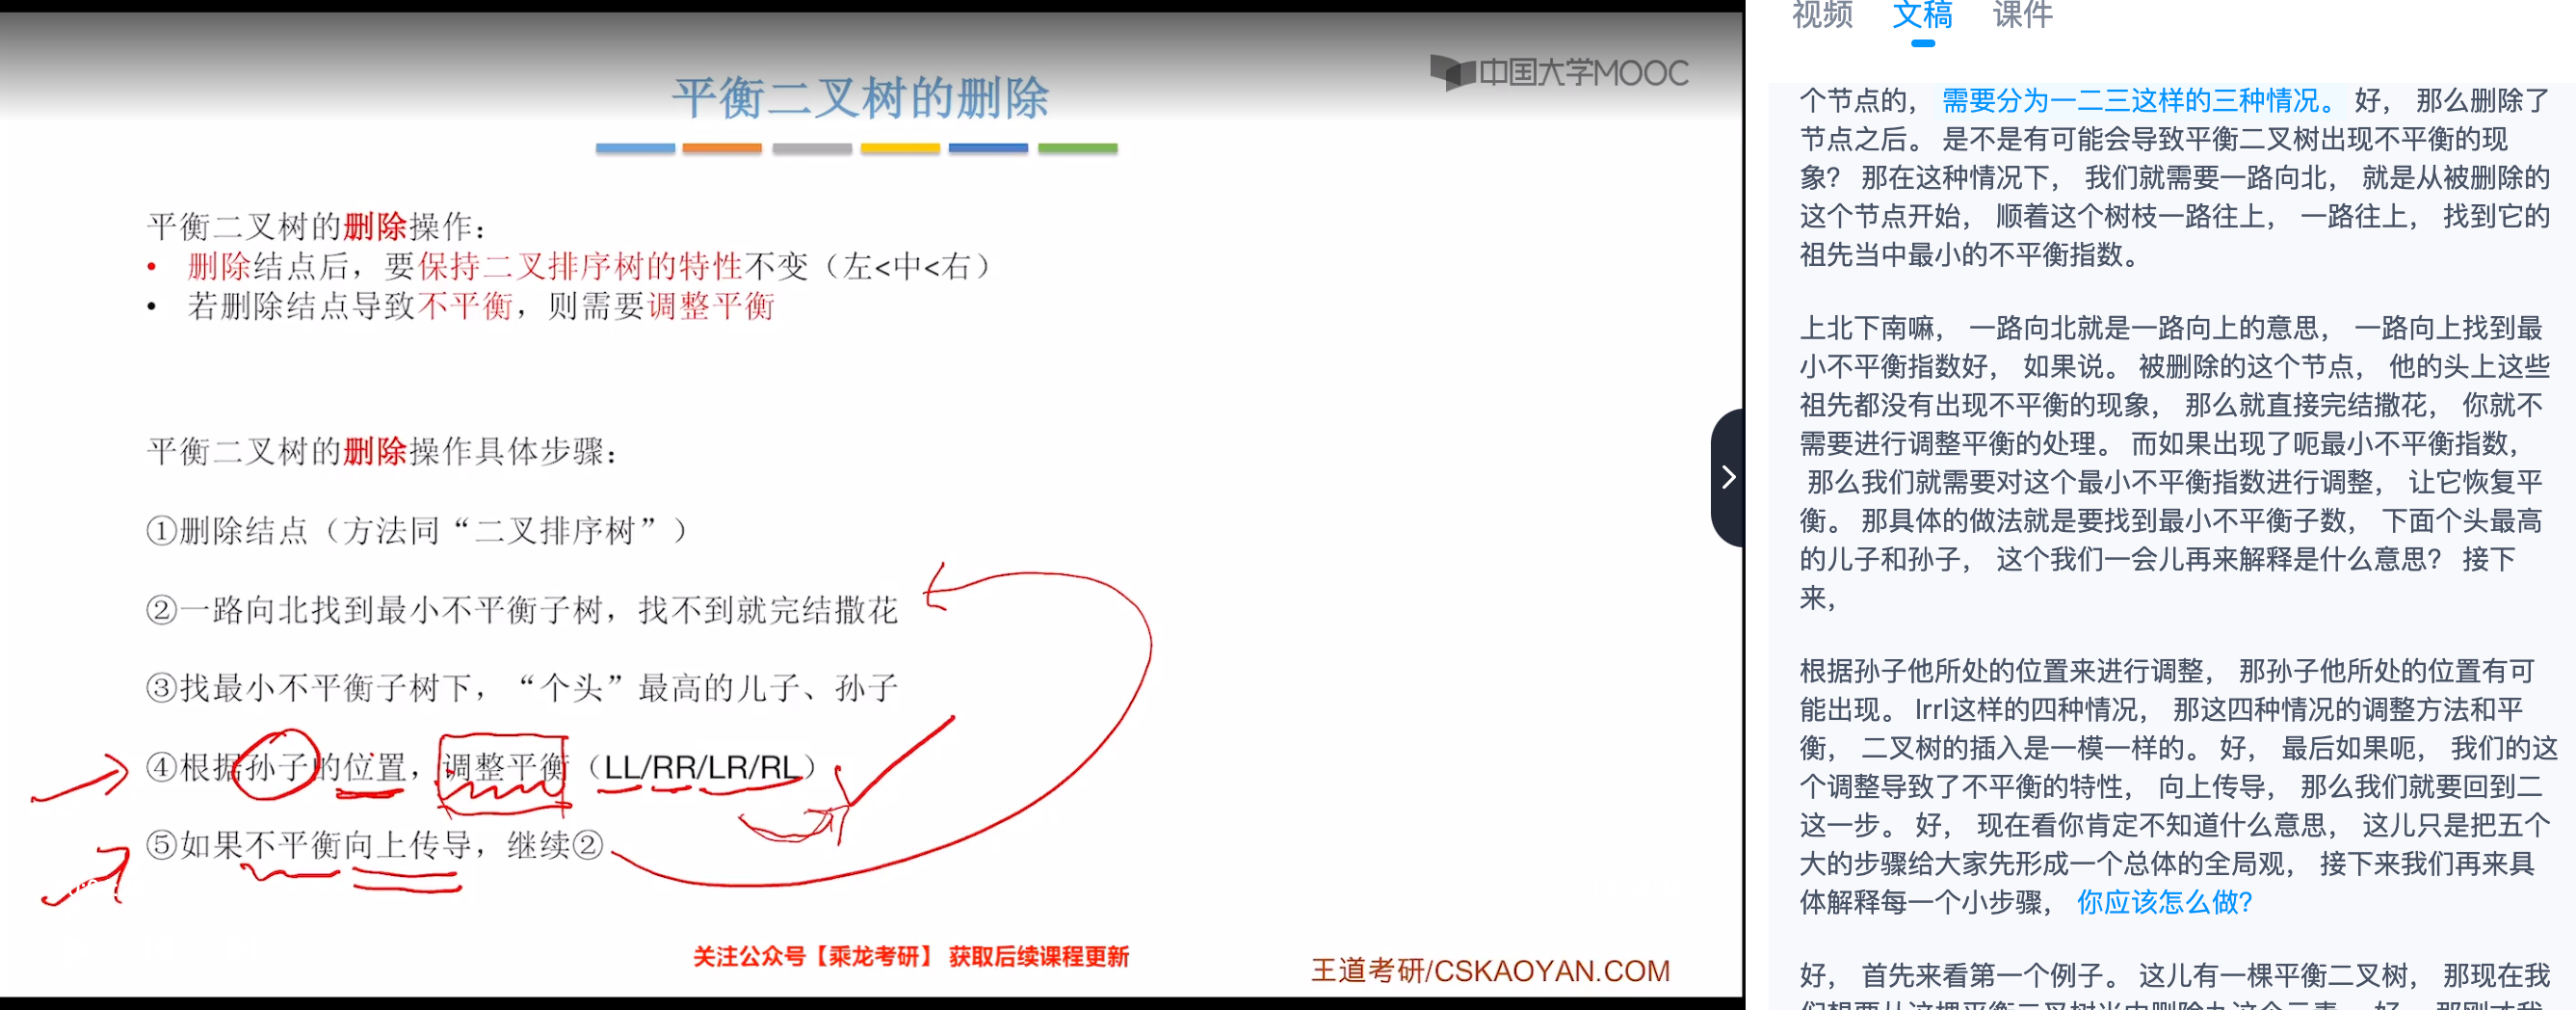 中国大学MOOC
平衡二叉树的删除
平衡二叉树的删除操作：
• 删除结点后，要保持二叉排序树的特性不变（左<中<右）
• 若删除结点导致不平衡，则需要调整平衡
平衡二叉树的删除操作具体步骤：
①删除结点（方法同“二叉排序树”）
②一路向北找到最小不平衡子树，找不到就完结撒花
③找最小不平衡子树下，“个头”最高的儿子、孙子
④根据孙子的位置，调整平衡（LL/RR/LR/RL）
⑤如果不平衡向上传导，继续②
关注公众号【乘龙考研】 获取后续课程更新
王道考研/CSKAOYAN.COM
视频 文稿 课件
个节点的， 需要分为一二三这样的三种情况。 好， 那么删除了
节点之后。 是不是有可能会导致平衡二叉树出现不平衡的现
象？ 那在这种情况下， 我们就需要一路向北， 就是从被删除的
这个节点开始， 顺着这个树枝一路往上， 一路往上， 找到它的
祖先当中最小的不平衡指数。
上北下南嘛， 一路向北就是一路向上的意思， 一路向上找到最
小不平衡指数好， 如果说。 被删除的这个节点， 他的头上这些
祖先都没有出现不平衡的现象， 那么就直接完结撒花， 你就不
需要进行调整平衡的处理。 而如果出现了呃最小不平衡指数，
那么我们就需要对这个最小不平衡指数进行调整， 让它恢复平
衡。 那具体的做法就是要找到最小不平衡子数， 下面个头最高
的儿子和孙子， 这个我们一会儿再来解释是什么意思？ 接下
来，
根据孙子他所处的位置来进行调整， 那孙子他所处的位置有可
能出现。 lrrl这样的四种情况， 那这四种情况的调整方法和平
衡， 二叉树的插入是一模一样的。 好， 最后如果呃， 我们的这
个调整导致了不平衡的特性， 向上传导， 那么我们就要回到二
这一步。 好， 现在看你肯定不知道什么意思， 这儿只是把五个
大的步骤给大家先形成一个总体的全局观， 接下来我们再来具
体解释每一个小步骤， 你应该怎么做？
好， 首先来看第一个例子。 这儿有一棵平衡二叉树， 那现在我